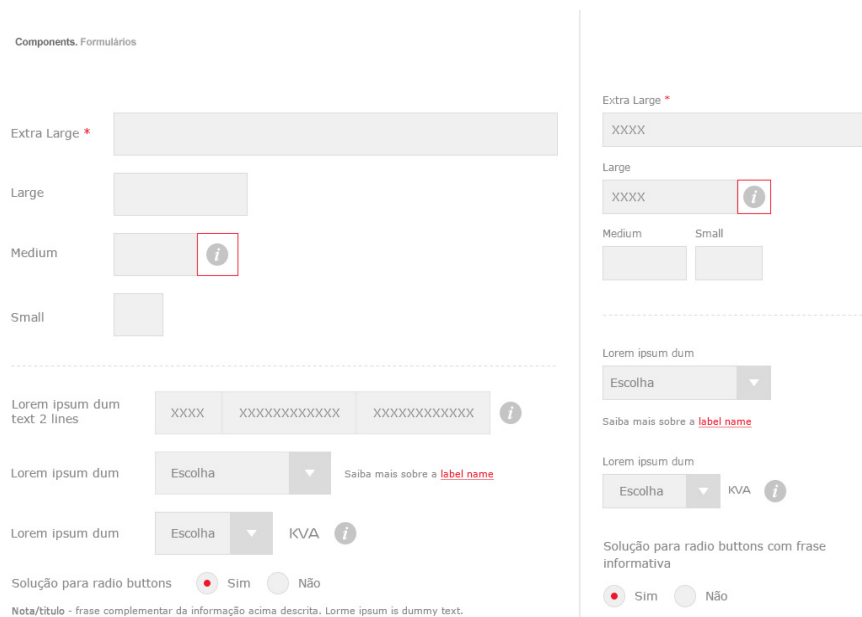 Components. Formulários
Extra Large *
Large
Medium
i
Small
Lorem ipsum dum
text 2 lines
XXXX XXXXXXXXXXXX XXXXXXXXXXXX i
Lorem ipsum dum Escolha Saiba mais sobre a label name
Lorem ipsum dum Escolha KVA i
Solução para radio buttons Sim Não
Nota/titulo - frase complementar da informação acima descrita. Lorme ipsum is dummy text.
Extra Large *
XXXX
Large
XXXX i
Medium Small
Lorem ipsum dum
Escolha
Saiba mais sobre a label name
Lorem ipsum dum
Escolha KVA i
Solução para radio buttons com frase
informativa
Sim Não